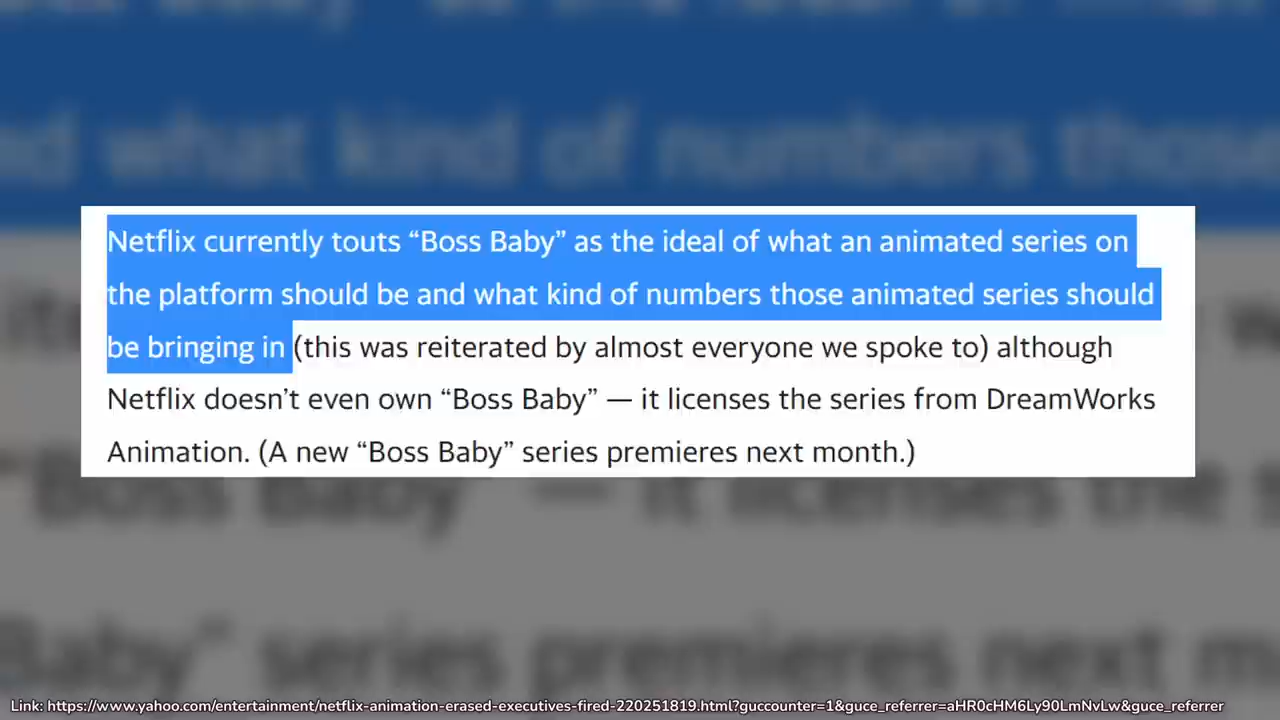 Netflix currently touts “Boss Baby” as the ideal of what an animated series on
the platform should be and what kind of numbers those animated series should
be bringing in (this was reiterated by almost everyone we spoke to) although
Netflix doesn’t even own “Boss Baby” — it licenses the series from DreamWorks
Animation. (A new “Boss Baby” series premieres next month.)
Link: https://www.yahoo.com/entertainment/netflix-animation-erased-executives-fired-220251819.html?guccounter=1&guce_referrer=aHR0cHM6Ly90LmNvLw&guce_referrer